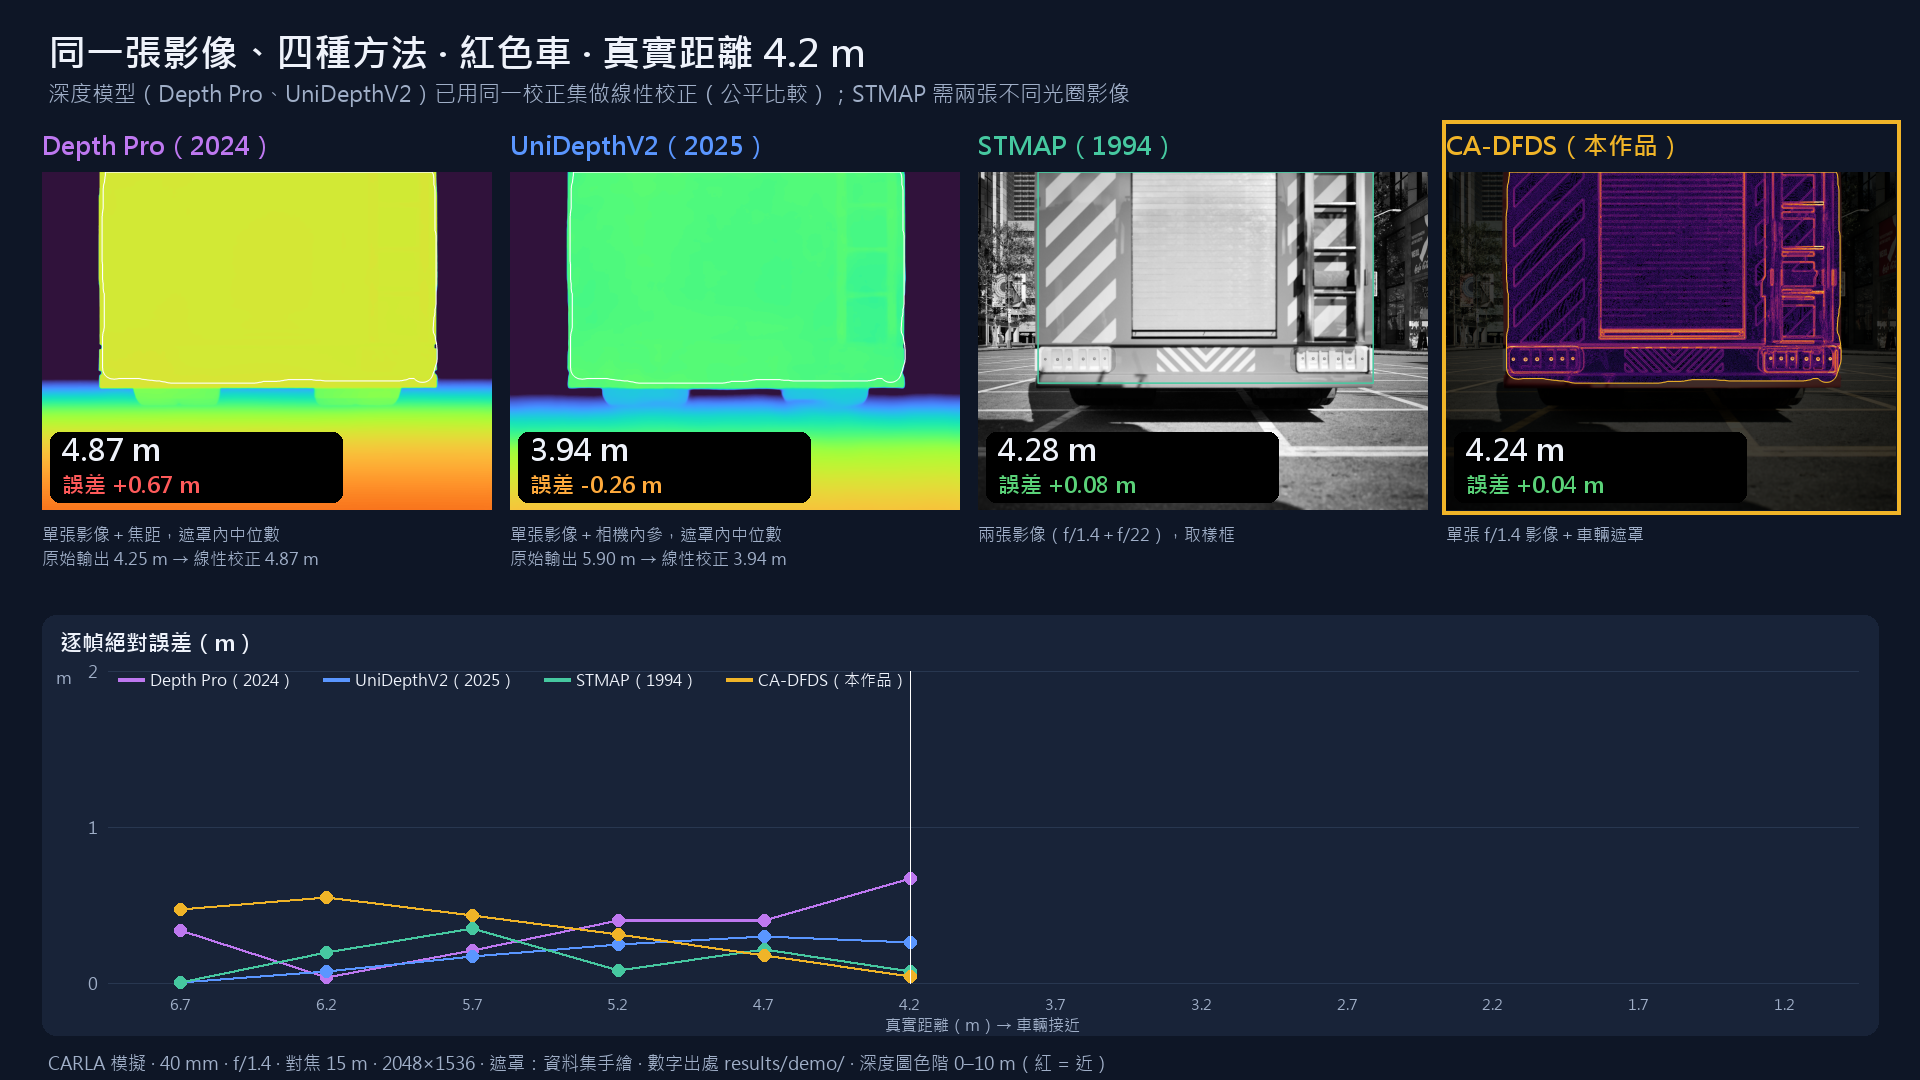 同一張影像、四種方法 · 紅色車 · 真實距離 4.2 m
深度模型（Depth Pro、UniDepthV2）已用同一校正集做線性校正（公平比較）；STMAP 需兩張不同光圈影像
Depth Pro（2024）
UniDepthV2（2025）
STMAP（1994）
CA-DFDS（本作品）
4.87 m
誤差 +0.67 m
3.94 m
誤差 -0.26 m
4.28 m
誤差 +0.08 m
4.24 m
誤差 +0.04 m
單張影像 + 焦距，遮罩內中位數
原始輸出 4.25 m → 線性校正 4.87 m
單張影像 + 相機內參，遮罩內中位數
原始輸出 5.90 m → 線性校正 3.94 m
兩張影像（f/1.4 + f/22），取樣框
單張 f/1.4 影像 + 車輛遮罩
逐幀絕對誤差（m）
m
2
Depth Pro（2024）
UniDepthV2（2025）
STMAP（1994）
CA-DFDS（本作品）
1
0
6.7
6.2
5.7
5.2
4.7
4.2
3.7
3.2
2.7
2.2
1.7
1.2
真實距離（m）→ 車輛接近
CARLA 模擬 · 40 mm · f/1.4 · 對焦 15 m · 2048×1536 · 遮罩：資料集手繪 · 數字出處 results/demo/ · 深度圖色階 0–10 m（紅 = 近）